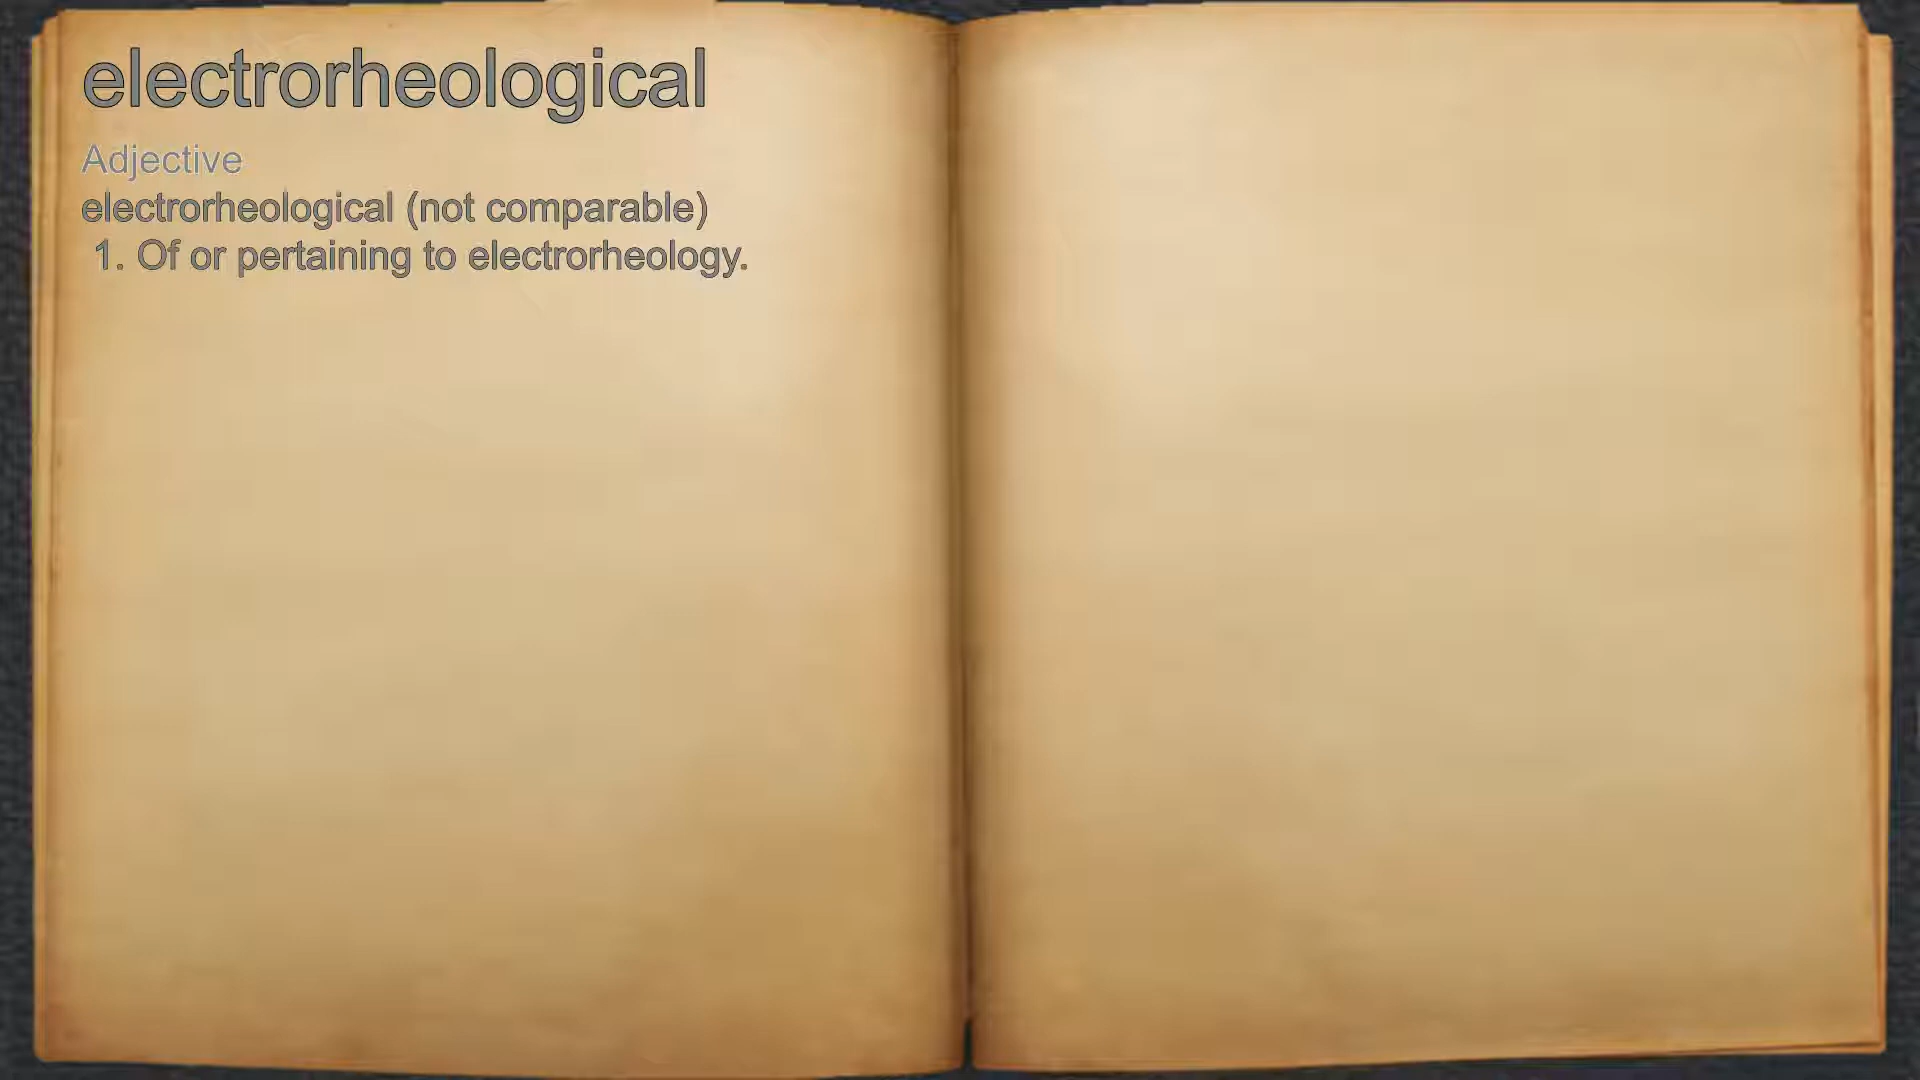 electrorheological
Adjective
electrorheological (not comparable)
1. Of or pertaining to electrorheology.